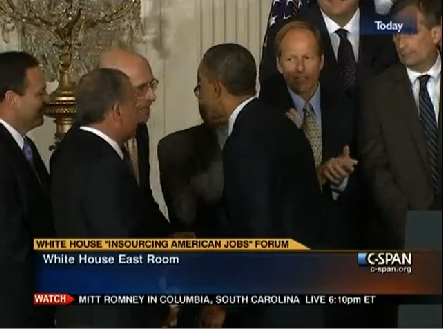 Today
WHITE HOUSE "INSOURCING AMERICAN JOBS" FORUM
White House East Room
C-SPAN
c-span.org
WATCH MITT ROMNEY IN COLUMBIA, SOUTH CAROLINA LIVE 6:10pm ET